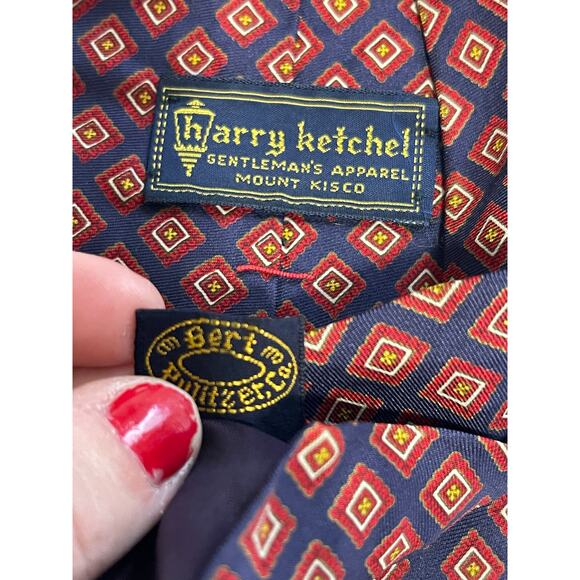 harry ketchel
GENTLEMAN'S APPAREL
MOUNT KISCO
Bert
Pulitzer, Co.